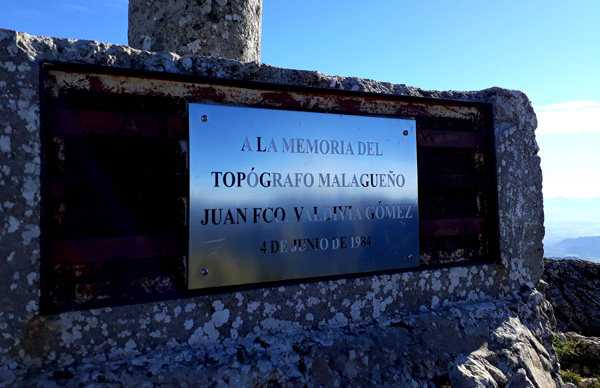 A LA MEMORIA DEL
TOPÓGRAFO MALAGUEÑO
JUAN FCO. VALDIVIA GÓMEZ
4 DE JUNIO DE 1984